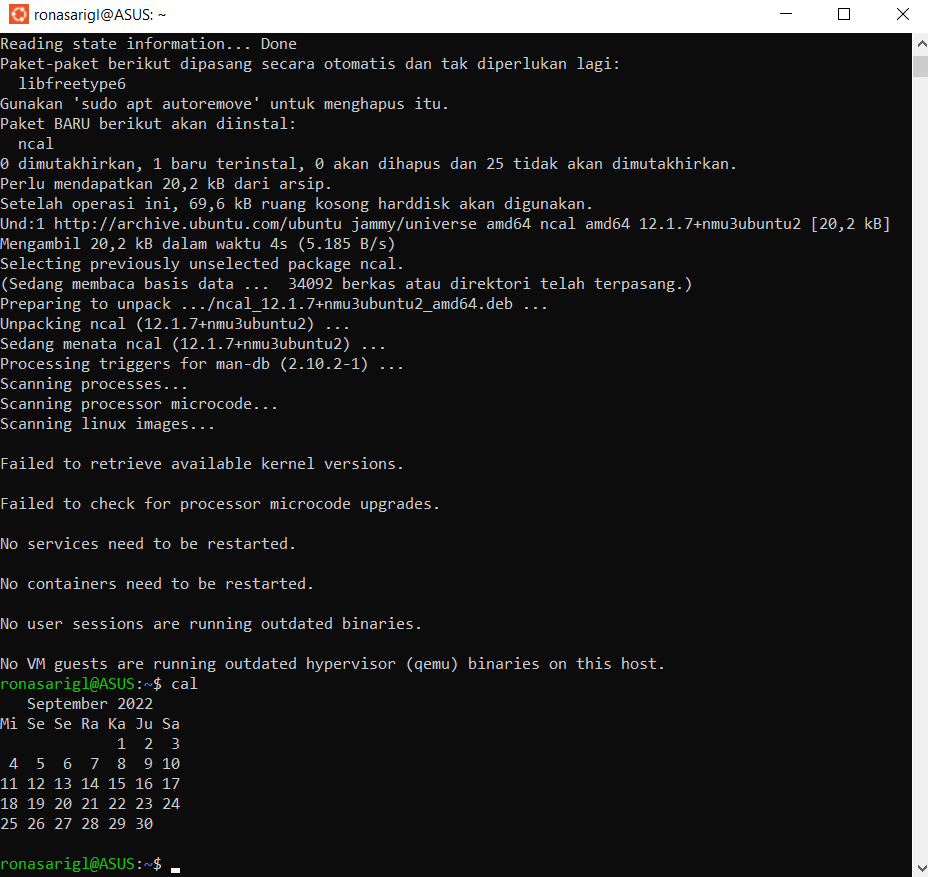 ronasarigl@ASUS: ~
Reading state information... Done
Paket-paket berikut dipasang secara otomatis dan tak diperlukan lagi:
  libfreetype6
Gunakan 'sudo apt autoremove' untuk menghapus itu.
Paket BARU berikut akan diinstal:
  ncal
0 dimutakhirkan, 1 baru terinstal, 0 akan dihapus dan 25 tidak akan dimutakhirkan.
Perlu mendapatkan 20,2 kB dari arsip.
Setelah operasi ini, 69,6 kB ruang kosong harddisk akan digunakan.
Und:1 http://archive.ubuntu.com/ubuntu jammy/universe amd64 ncal amd64 12.1.7+nmu3ubuntu2 [20,2 kB]
Mengambil 20,2 kB dalam waktu 4s (5.185 B/s)
Selecting previously unselected package ncal.
(Sedang membaca basis data ...  34092 berkas atau direktori telah terpasang.)
Preparing to unpack .../ncal_12.1.7+nmu3ubuntu2_amd64.deb ...
Unpacking ncal (12.1.7+nmu3ubuntu2) ...
Sedang menata ncal (12.1.7+nmu3ubuntu2) ...
Processing triggers for man-db (2.10.2-1) ...
Scanning processes...
Scanning processor microcode...
Scanning linux images...
Failed to retrieve available kernel versions.
Failed to check for processor microcode upgrades.
No services need to be restarted.
No containers need to be restarted.
No user sessions are running outdated binaries.
No VM guests are running outdated hypervisor (qemu) binaries on this host.
ronasarigl@ASUS:~$ cal
   September 2022
Mi Se Se Ra Ka Ju Sa
             1  2  3
 4  5  6  7  8  9 10
11 12 13 14 15 16 17
18 19 20 21 22 23 24
25 26 27 28 29 30
ronasarigl@ASUS:~$